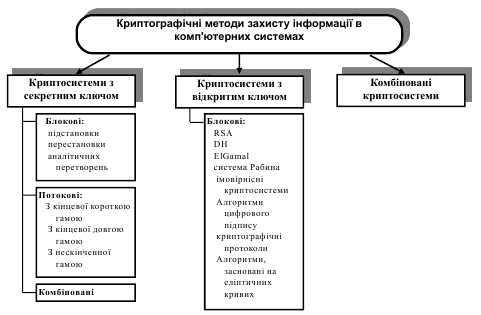 Криптографічні методи захисту інформації в
комп'ютерних системах
Криптосистеми з
секретним ключом
Блокові:
підстановки
перестановки
аналітичних
перетворень
Потокові:
З кінцевої короткою
гамою
З кінцевої довгою
гамою
З нескінченної
гамою
Комбіновані
Криптосистеми з
відкритим ключом
Блокові:
RSA
DH
ElGamal
система Рабина
імовірнісні
криптосистеми
Алгоритми
цифрового
підпису
криптографічні
протоколи
Алгоритми,
засновані на
еліптичних
кривих
Комбіновані
криптосистеми